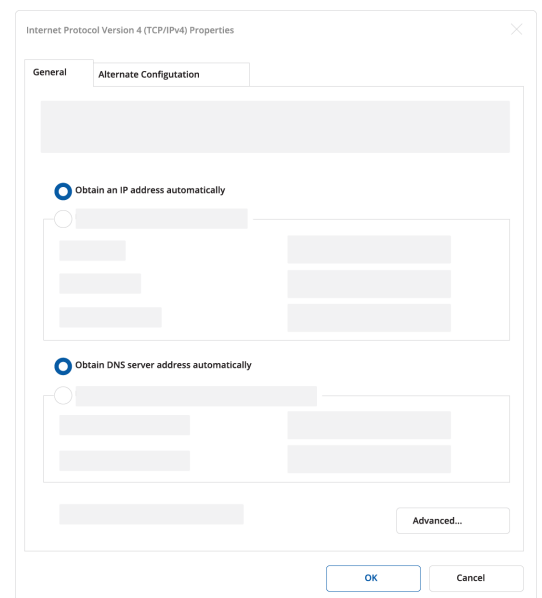 Internet Protocol Version 4 (TCP/IPv4) Properties
General
Alternate Configutation
Obtain an IP address automatically
Obtain DNS server address automatically
Advanced...
OK
Cancel